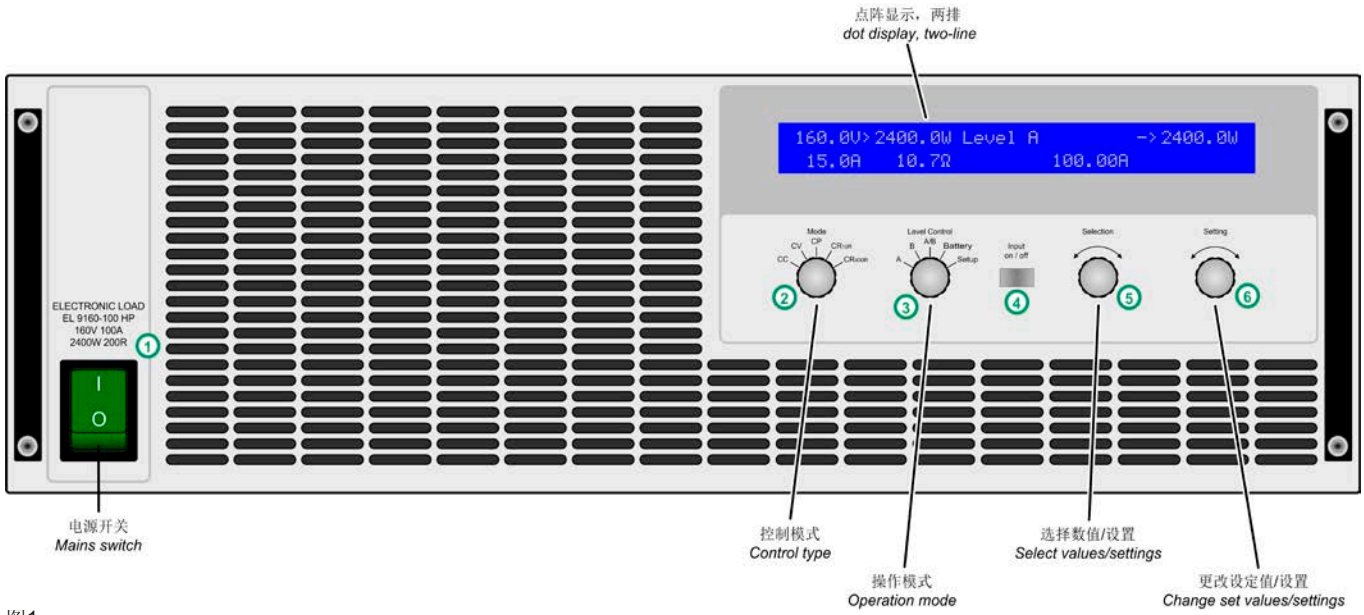 点阵显示，两排
dot display, two-line
160.0V>2400.0W Level A ->2400.0W
15.0A 10.7Ω 100.00A
Mode
CC CV CP CR1/R CR200R
Level Control
A B A/B Battery Setup
Input
on / off
Selection
Setting
2
3
4
5
6
ELECTRONIC LOAD
EL 9160-100 HP
160V 100A
2400W 200R
1
I
O
电源开关
Mains switch
控制模式
Control type
操作模式
Operation mode
选择数值/设置
Select values/settings
更改设定值/设置
Change set values/settings